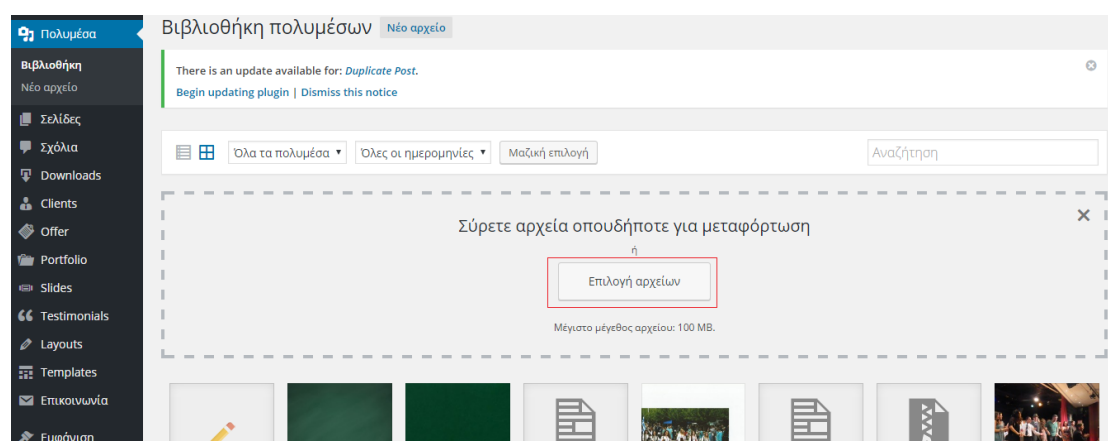 Πολυμέσα
Βιβλιοθήκη
Νέο αρχείο
Σελίδες
Σχόλια
Downloads
Clients
Offer
Portfolio
Slides
Testimonials
Layouts
Templates
Επικοινωνία
Εμφάνιση
Βιβλιοθήκη πολυμέσων Νέο αρχείο
There is an update available for: Duplicate Post.
Begin updating plugin | Dismiss this notice
Όλα τα πολυμέσα Όλες οι ημερομηνίες Μαζική επιλογή Αναζήτηση
Σύρετε αρχεία οπουδήποτε για μεταφόρτωση
ή
Επιλογή αρχείων
Μέγιστο μέγεθος αρχείου: 100 MB.